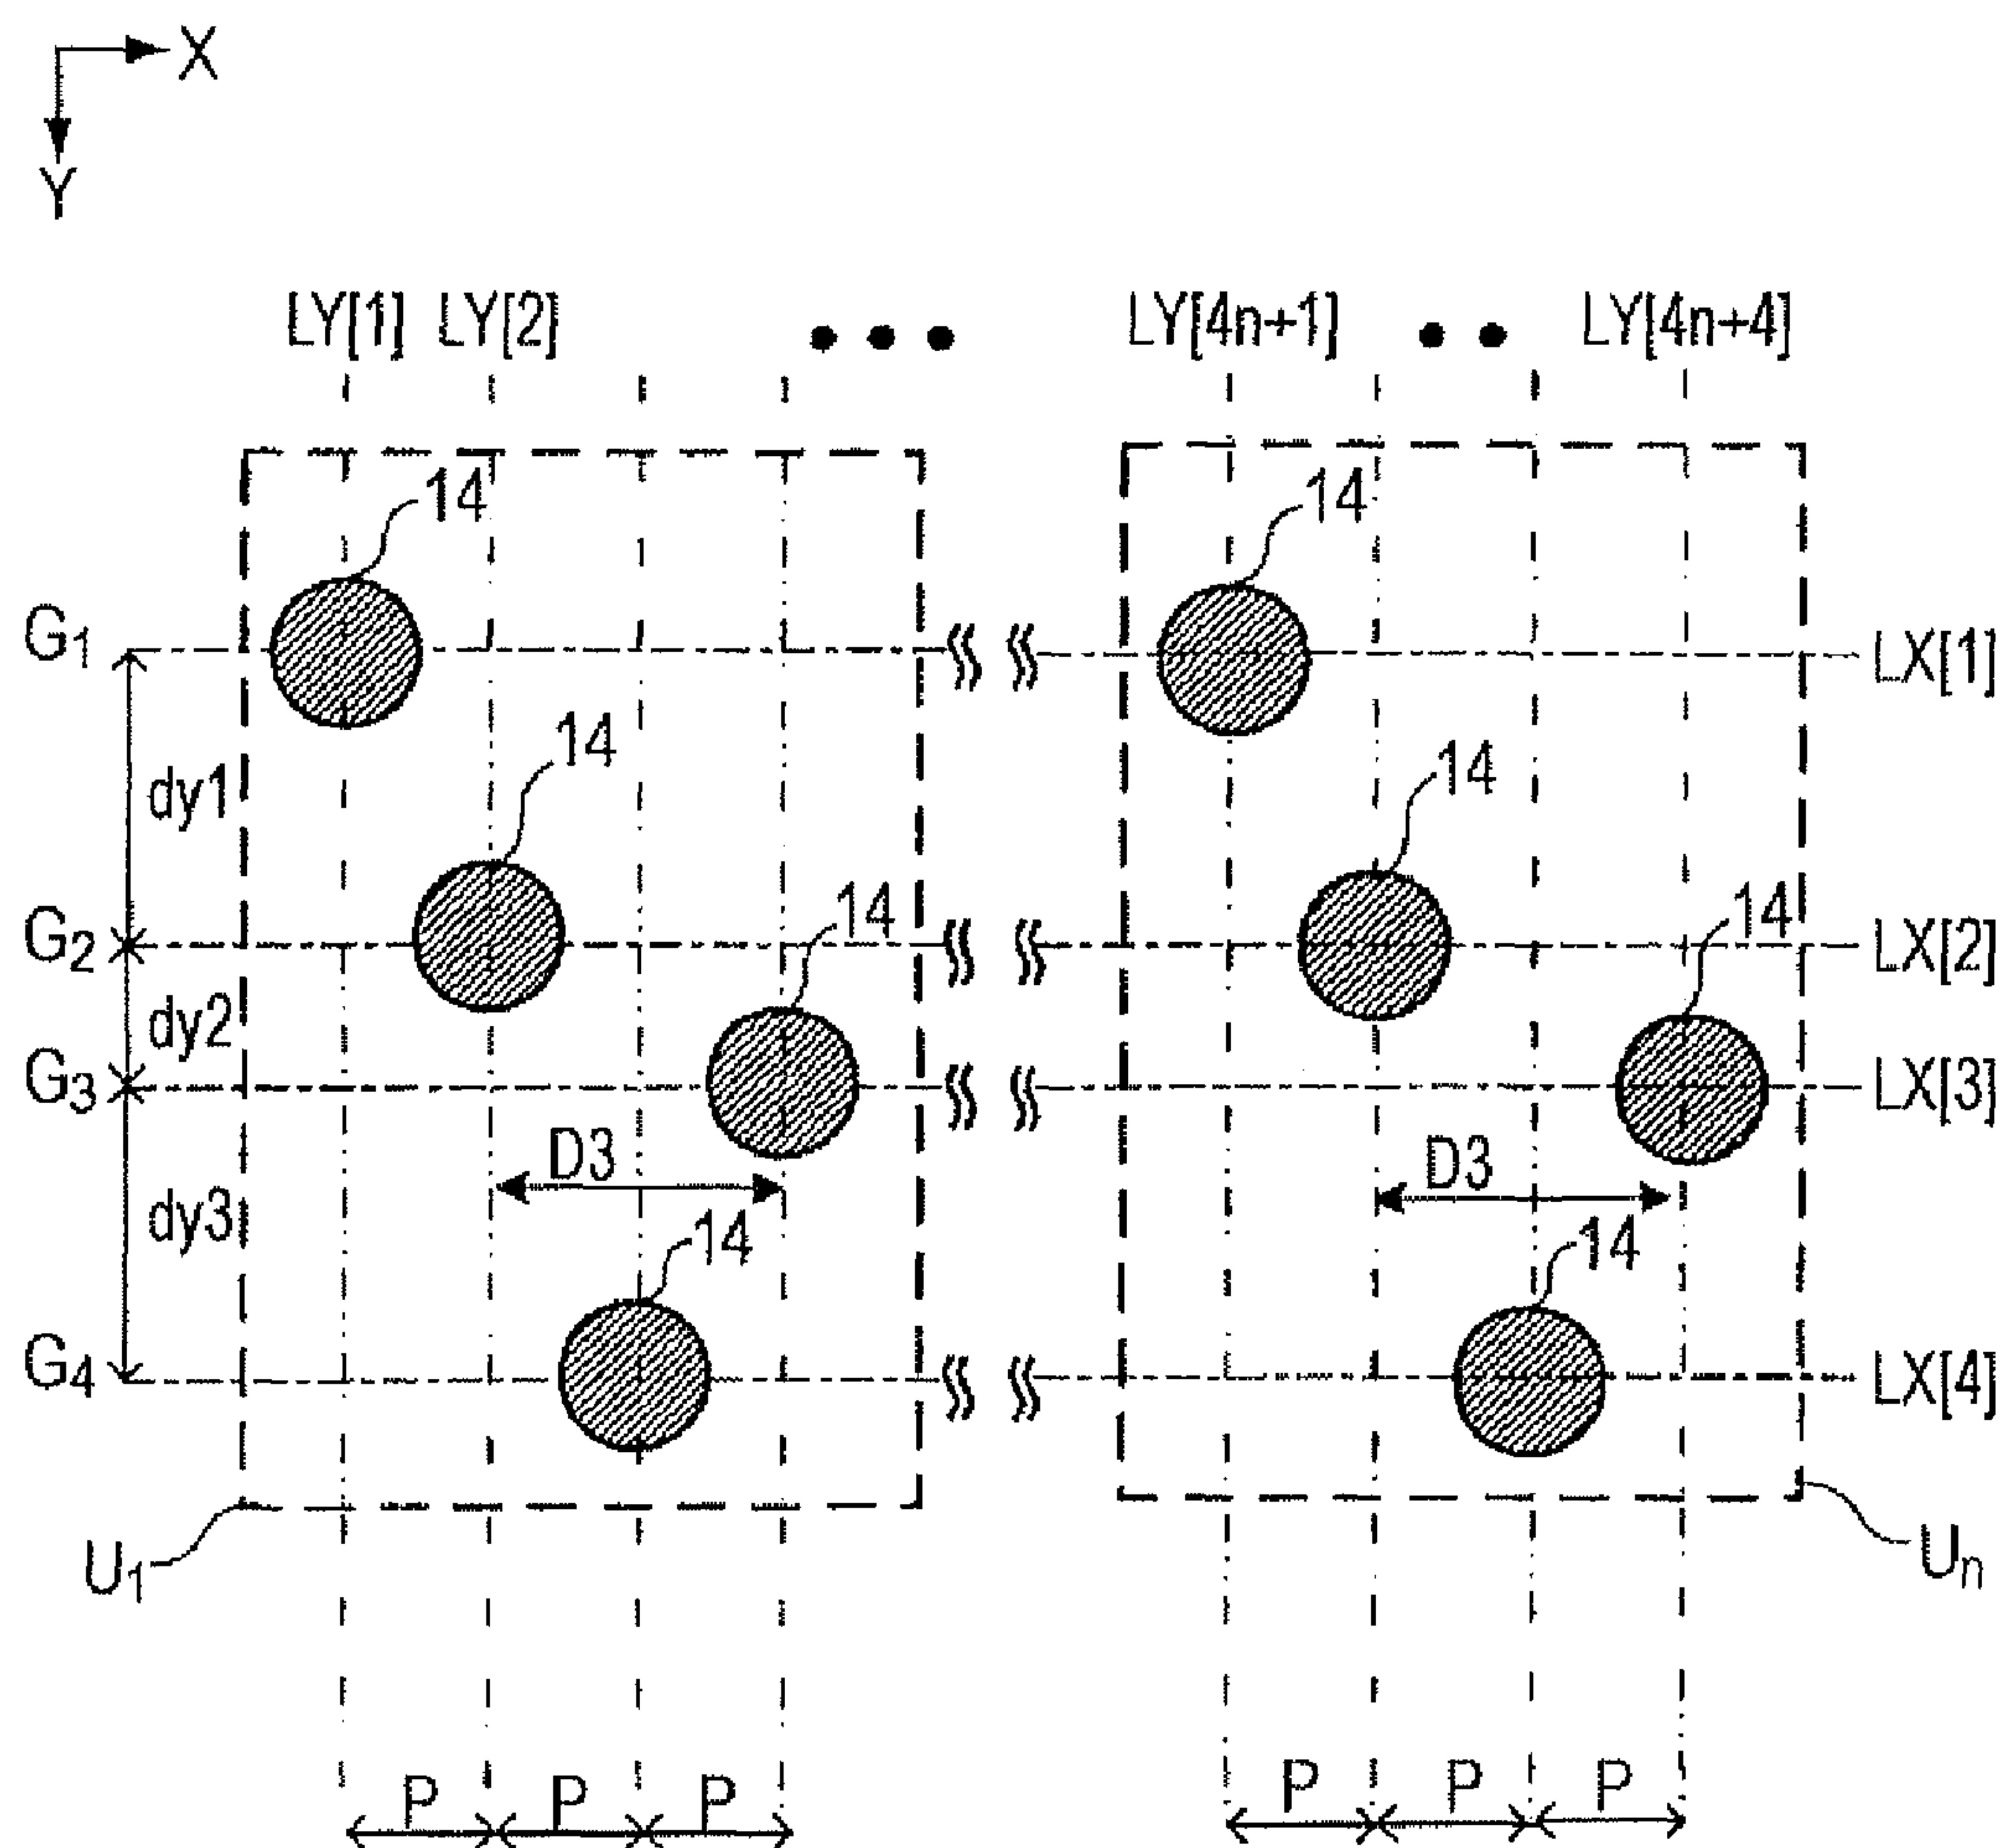 X
Y
LY[1] LY[2] ● ● ● LY[4n+1] ● ● LY[4n+4]
14 14
G1 LX[1]
14 14
dy1
14 14
G2 LX[2]
dy2
G3 LX[3]
D3 D3
dy3 14 14
G4 LX[4]
U1 Un
P P P P P P